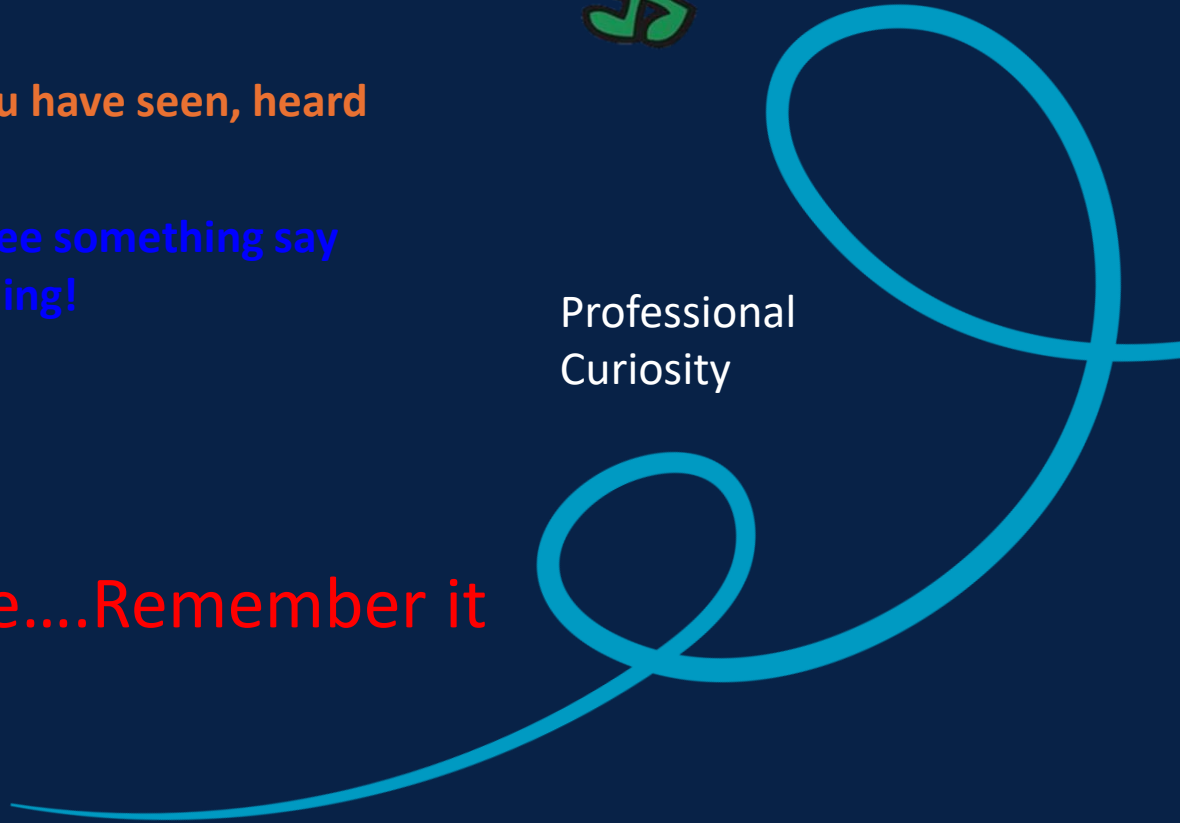 u have seen, heard
ee something say
ing!
Professional
Curiosity
e....Remember it